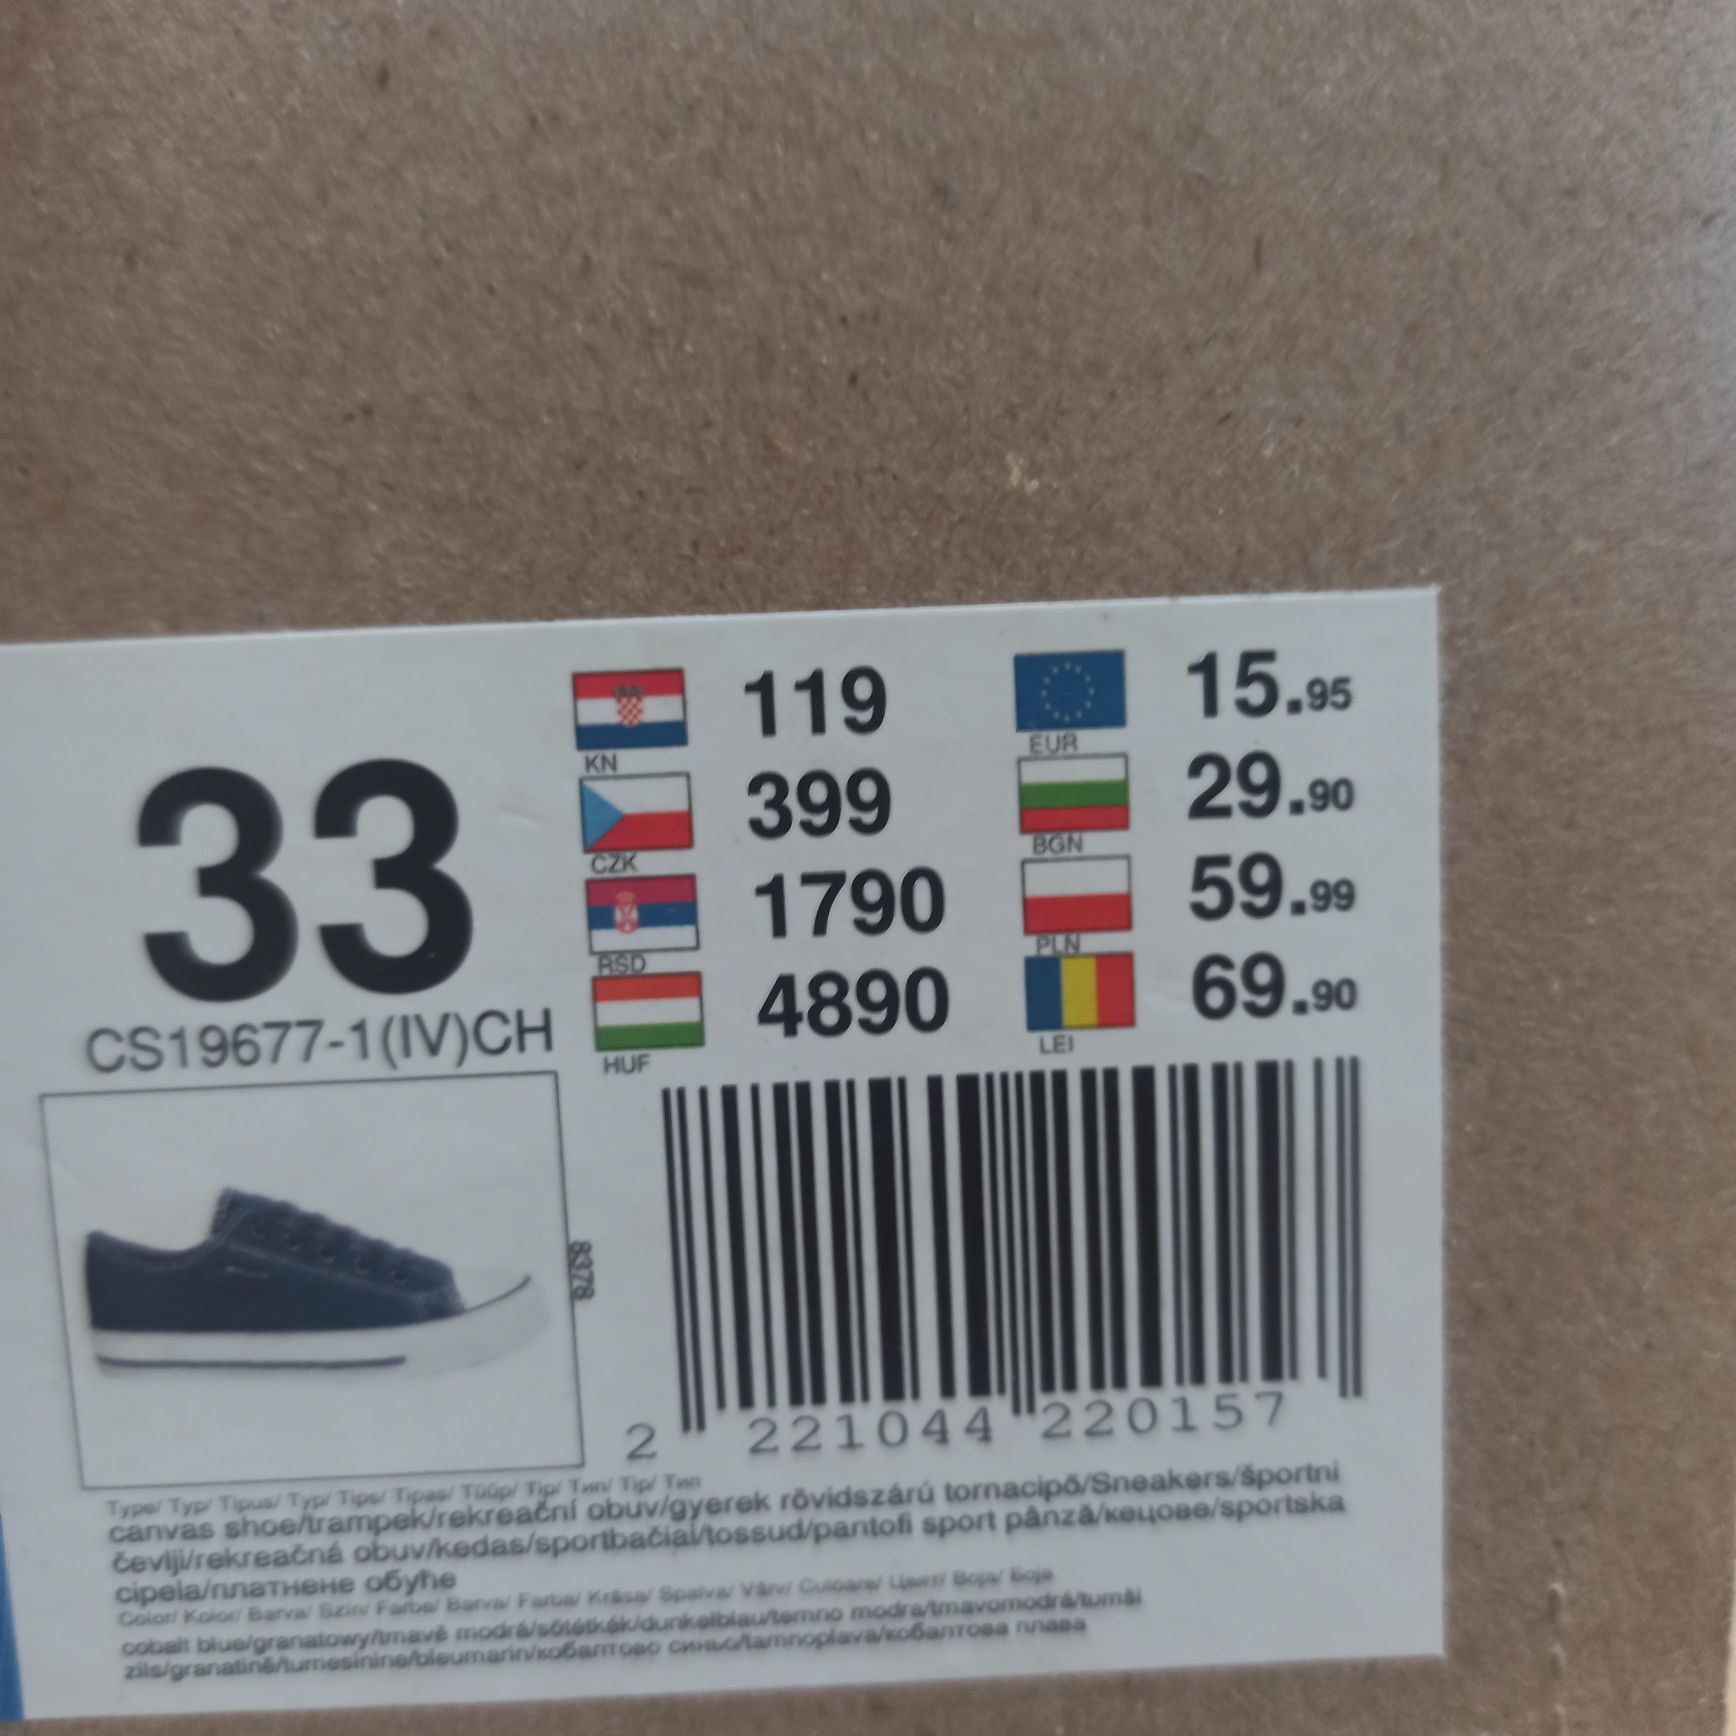 33
CS19677-1(IV)CH
KN 119
CZK 399
RSD 1790
HUF 4890
EUR 15.95
BGN 29.90
PLN 59.99
LEI 69.90
8378
2 221044 220157
Type/ Typ/ Tipus/ Typ/ Tips/ Tipas/ Tüüp/ Tip/ Тип/ Tip/ Тип
canvas shoe/trampek/rekreační obuv/gyerek rövidszárú tornacipő/Sneakers/športni
čevlji/rekreačná obuv/kedas/sportbačiai/tossud/pantofi sport pânză/кецове/sportska
cipela/платнене обуће
Color/ Kolor/ Barva/ Szín/ Farbe/ Barva/ Farba/ Krāsa/ Spalva/ Värv/ Culoare/ Цвят/ Boja/ Боја
cobalt blue/granatowy/tmavě modrá/sötétkék/dunkelblau/temno modra/tmavomodrá/tumši
zils/granatinė/tumesinine/bleumarin/кобалтово синьо/tamnoplava/кобалтова плава